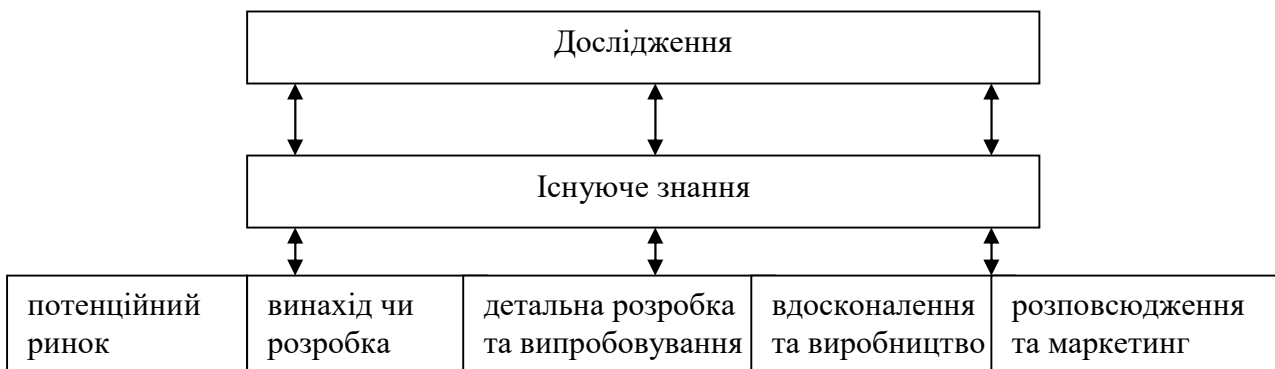 Дослідження
Існуюче знання
потенційний
ринок
винахід чи
розробка
детальна розробка
та випробовування
вдосконалення
та виробництво
розповсюдження
та маркетинг